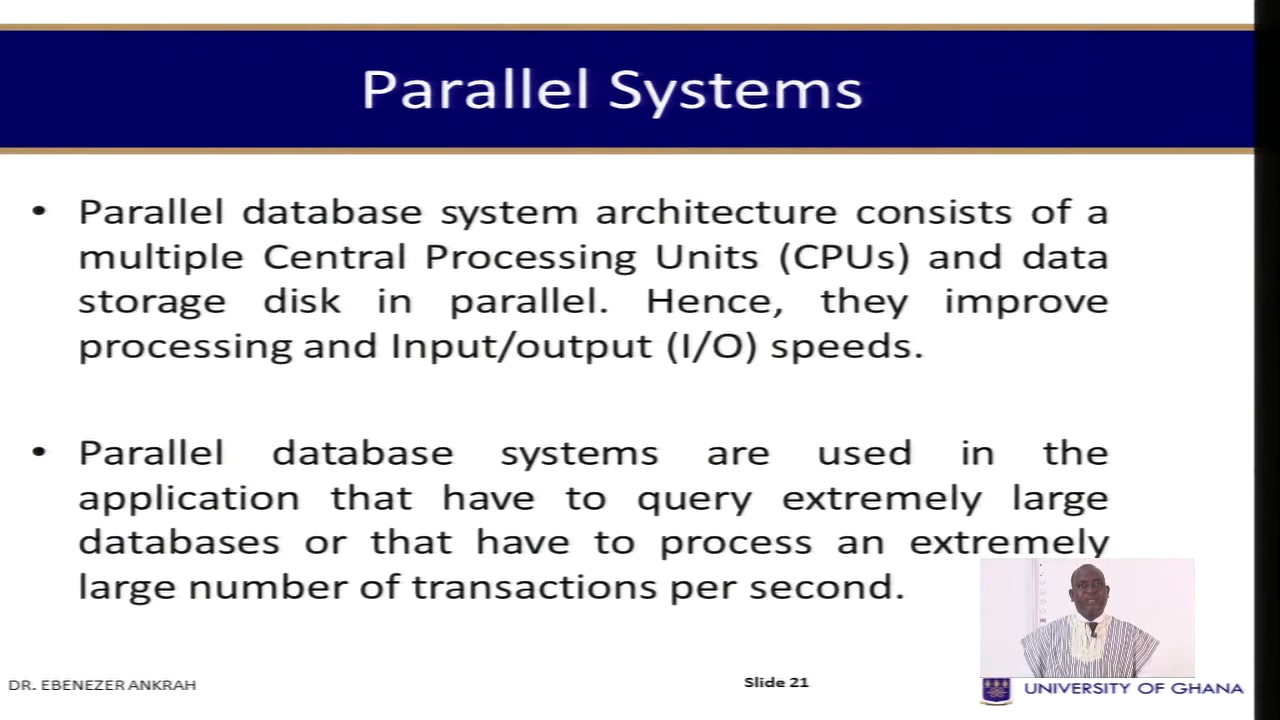 Parallel Systems
• Parallel database system architecture consists of a
multiple Central Processing Units (CPUs) and data
storage disk in parallel. Hence, they improve
processing and Input/output (I/O) speeds.
• Parallel database systems are used in the
application that have to query extremely large
databases or that have to process an extremely
large number of transactions per second.
DR. EBENEZER ANKRAH
Slide 21
UNIVERSITY OF GHANA